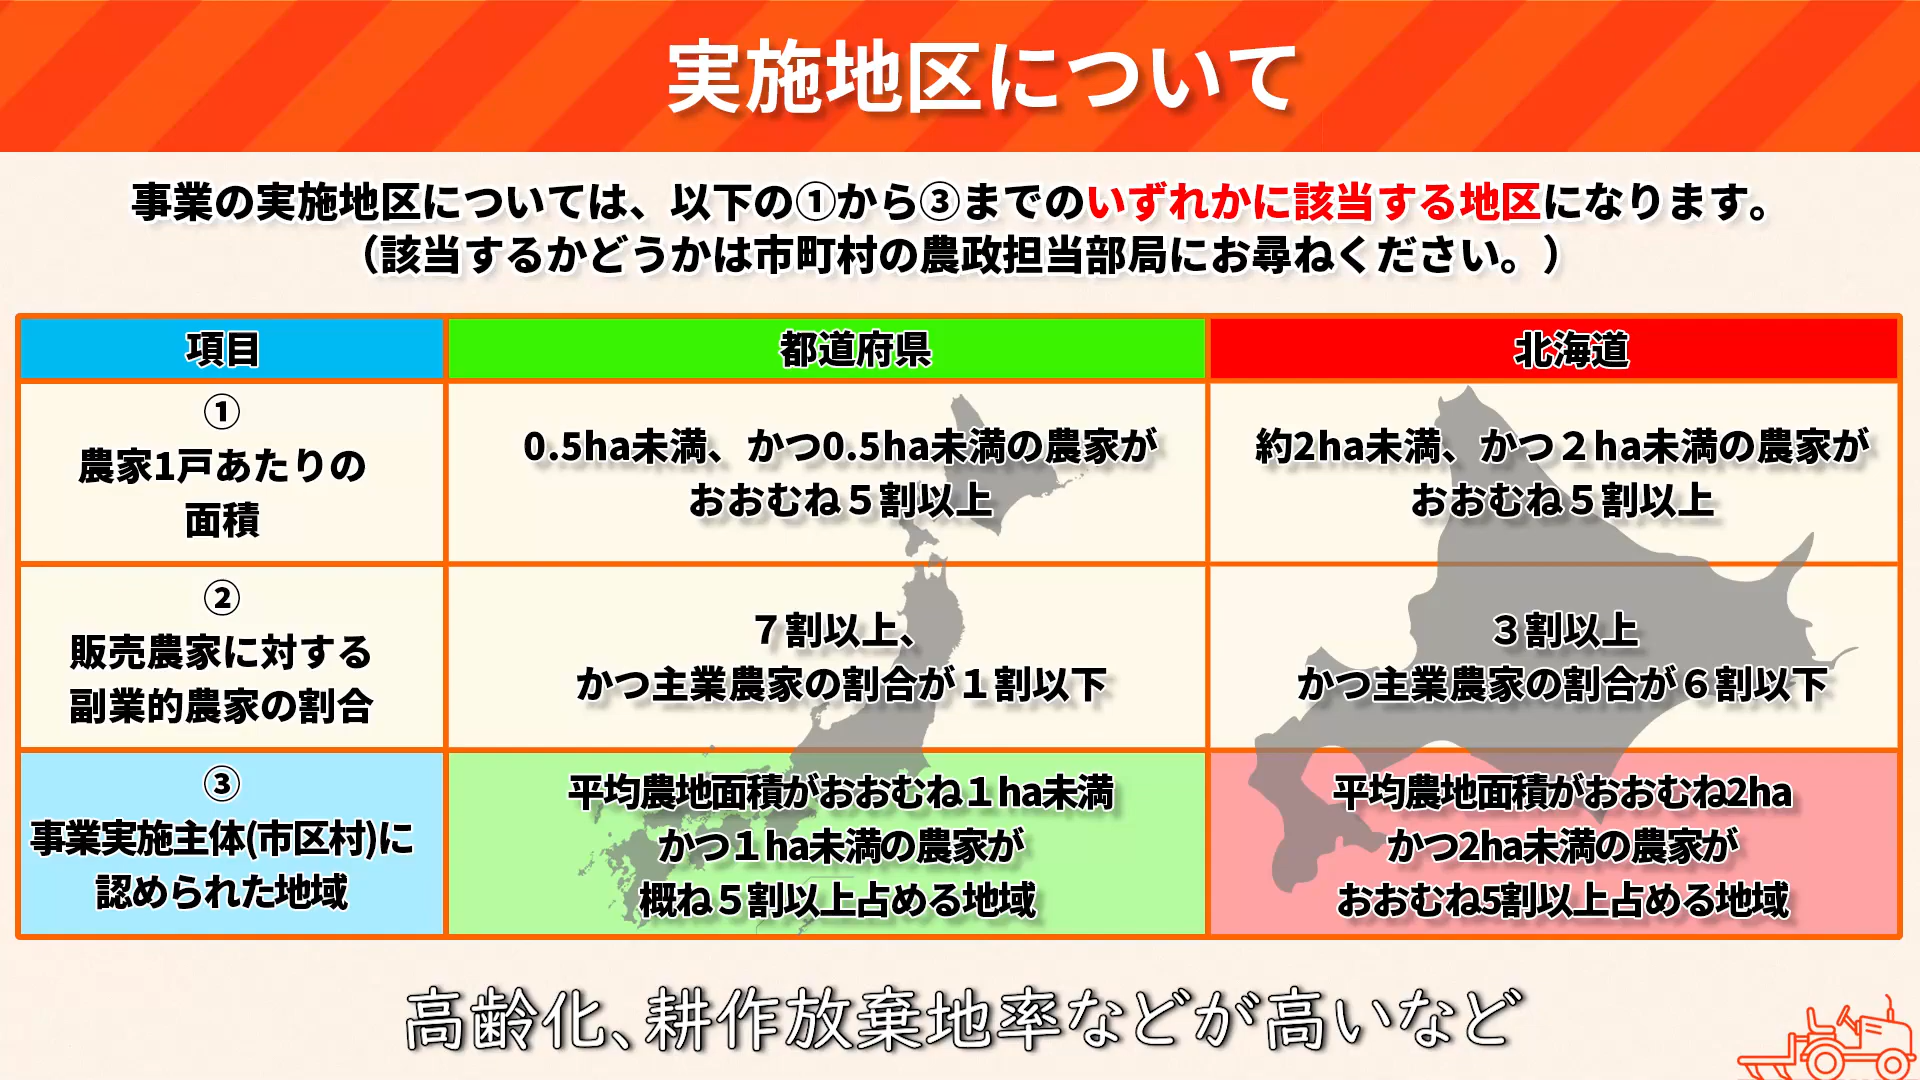 実施地区について
事業の実施地区については、以下の①から③までのいずれかに該当する地区になります。
（該当するかどうかは市町村の農政担当部局にお尋ねください。）
項目
都道府県
北海道
①
農家1戸あたりの
面積
0.5ha未満、かつ0.5ha未満の農家が
おおむね５割以上
約2ha未満、かつ２ha未満の農家が
おおむね５割以上
②
販売農家に対する
副業的農家の割合
７割以上、
かつ主業農家の割合が１割以下
３割以上
かつ主業農家の割合が６割以下
③
事業実施主体(市区村)に
認められた地域
平均農地面積がおおむね１ha未満
かつ１ha未満の農家が
概ね５割以上占める地域
平均農地面積がおおむね2ha
かつ2ha未満の農家が
おおむね5割以上占める地域
高齢化、耕作放棄地率などが高いなど